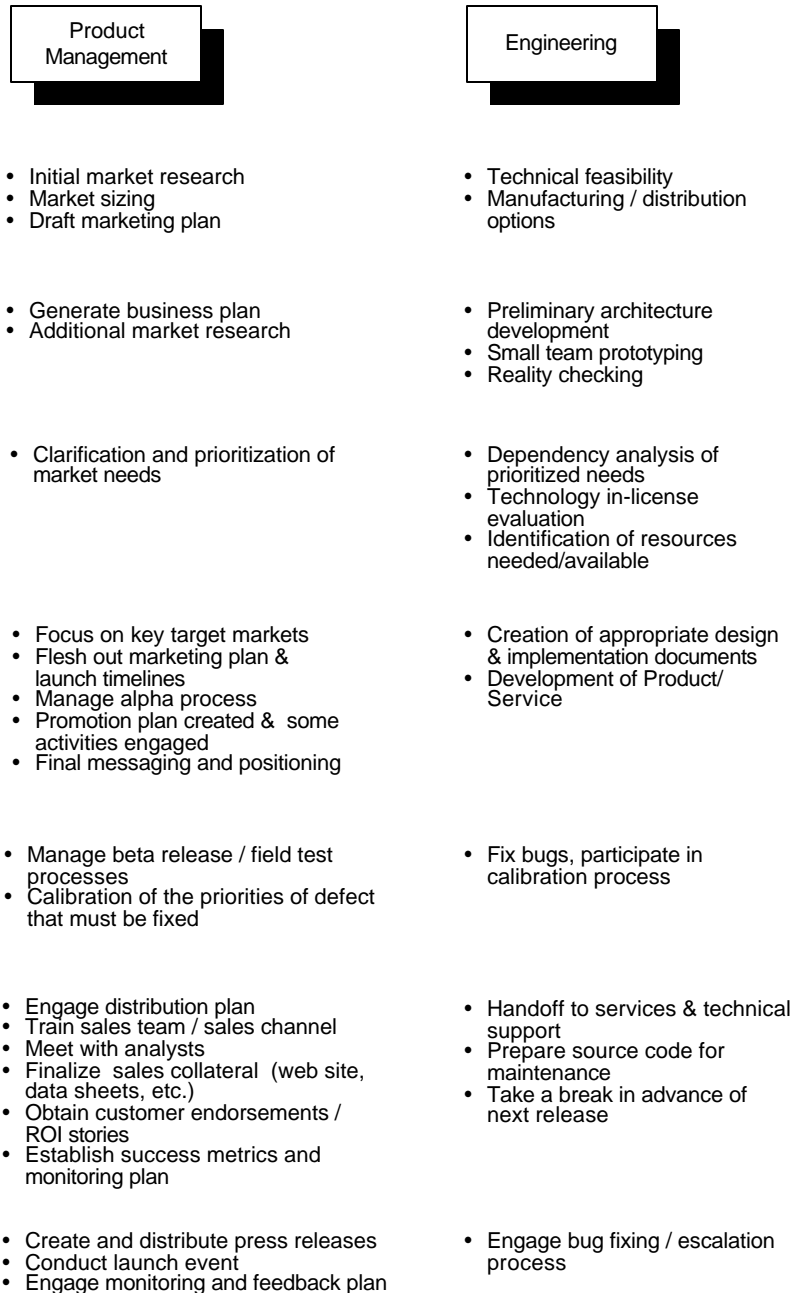 Product
Management
Engineering
• Initial market research
• Market sizing
• Draft marketing plan
• Technical feasibility
• Manufacturing / distribution
options
• Generate business plan
• Additional market research
• Preliminary architecture
development
• Small team prototyping
• Reality checking
• Clarification and prioritization of
market needs
• Dependency analysis of
prioritized needs
• Technology in-license
evaluation
• Identification of resources
needed/available
• Focus on key target markets
• Flesh out marketing plan &
launch timelines
• Manage alpha process
• Promotion plan created & some
activities engaged
• Final messaging and positioning
• Creation of appropriate design
& implementation documents
• Development of Product/
Service
• Manage beta release / field test
processes
• Calibration of the priorities of defect
that must be fixed
• Fix bugs, participate in
calibration process
• Engage distribution plan
• Train sales team / sales channel
• Meet with analysts
• Finalize sales collateral (web site,
data sheets, etc.)
• Obtain customer endorsements /
ROI stories
• Establish success metrics and
monitoring plan
• Handoff to services & technical
support
• Prepare source code for
maintenance
• Take a break in advance of
next release
• Create and distribute press releases
• Conduct launch event
• Engage monitoring and feedback plan
• Engage bug fixing / escalation
process